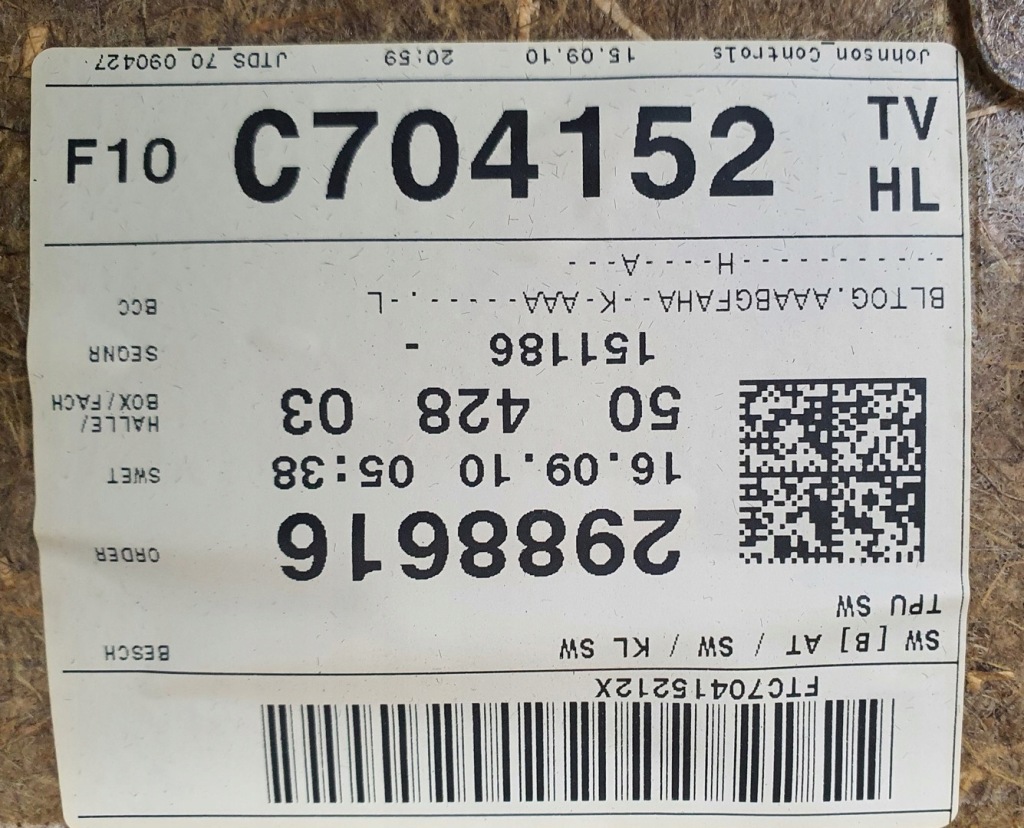 FTC70415212X
SW [B] AT / SW / KL SW BESCH
TPU SW
2988616 ORDER
16.09.10 05:38 SWET
50 428 03 HALLE/
BOX/FACH
151186 - SEQNR
BLTOG.AAABGFAHA--K-AAA-------.-L BCC
------------H----A---
F10 C704152 TV
HL
Johnson_Controls 15.09.10 20:59 JTDS_70_090427